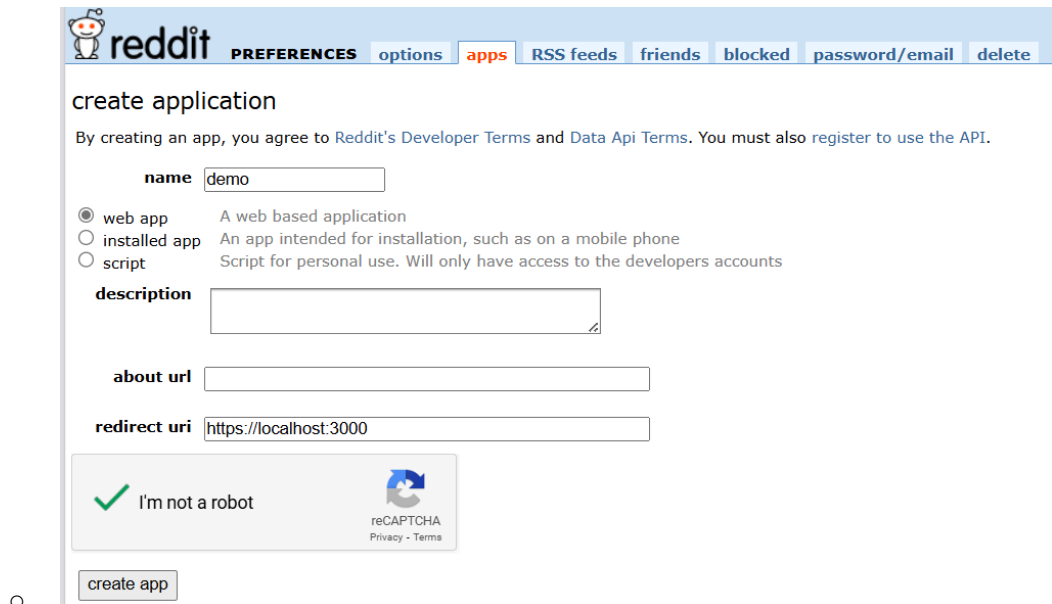 reddit PREFERENCES options apps RSS feeds friends blocked password/email delete
create application
By creating an app, you agree to Reddit's Developer Terms and Data Api Terms. You must also register to use the API.
name demo
web app A web based application
installed app An app intended for installation, such as on a mobile phone
script Script for personal use. Will only have access to the developers accounts
description
about url
redirect uri https://localhost:3000
I'm not a robot
reCAPTCHA
Privacy - Terms
create app